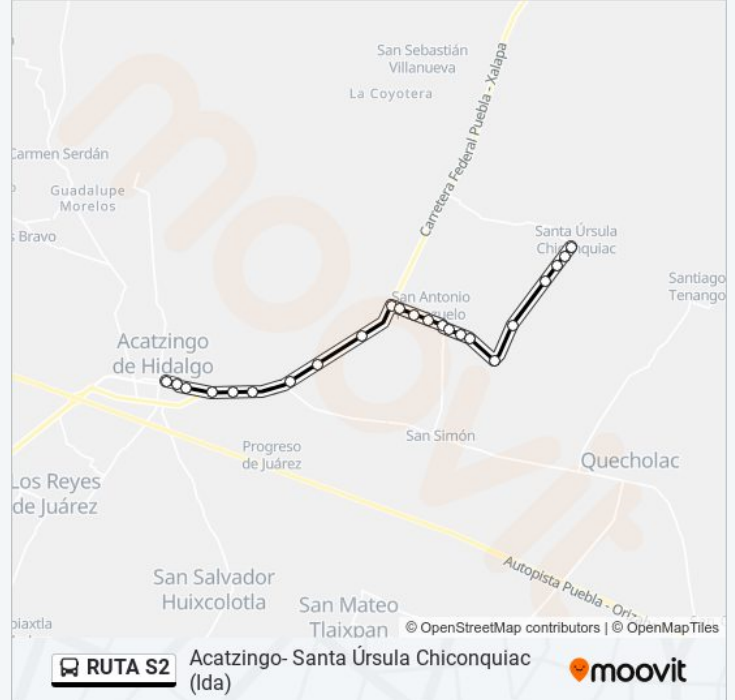 San Sebastián
Villanueva
La Coyotera
Carretera Federal Puebla - Xalapa
Carmen Serdán
Guadalupe
Morelos
s Bravo
Santa Úrsula
Chiconquiac
Santiago
Tenango
San Antonio
Acatzingo
de Hidalgo
San Simón
Progreso
de Juárez
Quecholac
Los Reyes
de Juárez
Autopista Puebla - Oriza
San Salvador
Huixcolotla
San Mateo
Tlaixpan
© OpenStreetMap contributors | © OpenMapTiles
RUTA S2
Acatzingo- Santa Úrsula Chiconquiac
(Ida)
moovit
moovit